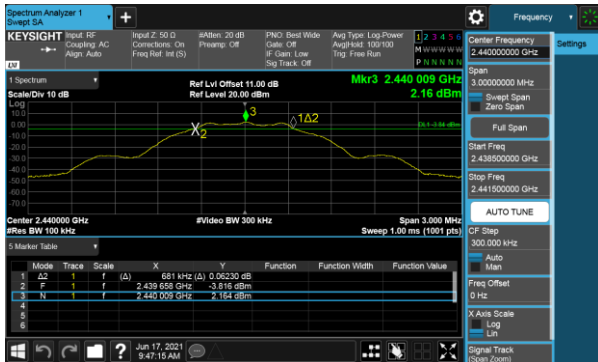 Spectrum Analyzer 1
Swept SA
+
Frequency
KEYSIGHT
Input: RF
Coupling: AC
Align: Auto
Input Z: 50 Ω
Corrections: On
Freq Ref: Int (S)
#Atten: 20 dB
Preamp: Off
PNO: Best Wide
Gate: Off
IF Gain: Low
Sig Track: Off
Avg Type: Log-Power
Avg|Hold: 100/100
Trig: Free Run
1 2 3 4 5 6
M W W W W W
P N N N N N
LXI
1 Spectrum
Scale/Div 10 dB
Ref Lvl Offset 11.00 dB
Ref Level 20.00 dBm
Mkr3 2.440 009 GHz
2.16 dBm
Log
10.0
0.00
-10.0
-20.0
-30.0
-40.0
-50.0
-60.0
-70.0
X2
3
1Δ2
DL1 -3.84 dBm
Center 2.440000 GHz
#Res BW 100 kHz
#Video BW 300 kHz
Span 3.000 MHz
Sweep 1.00 ms (1001 pts)
5 Marker Table
Mode Trace Scale X Y Function Function Width Function Value
1 Δ2 1 f (Δ) 681 kHz (Δ) 0.06230 dB
2 F 1 f 2.439 658 GHz -3.816 dBm
3 N 1 f 2.440 009 GHz 2.164 dBm
4
5
6
?
Jun 17, 2021
9:47:15 AM
Center Frequency
2.440000000 GHz
Settings
Span
3.00000000 MHz
Swept Span
Zero Span
Full Span
Start Freq
2.438500000 GHz
Stop Freq
2.441500000 GHz
AUTO TUNE
CF Step
300.000 kHz
Auto
Man
Freq Offset
0 Hz
X Axis Scale
Log
Lin
Signal Track
(Span Zoom)